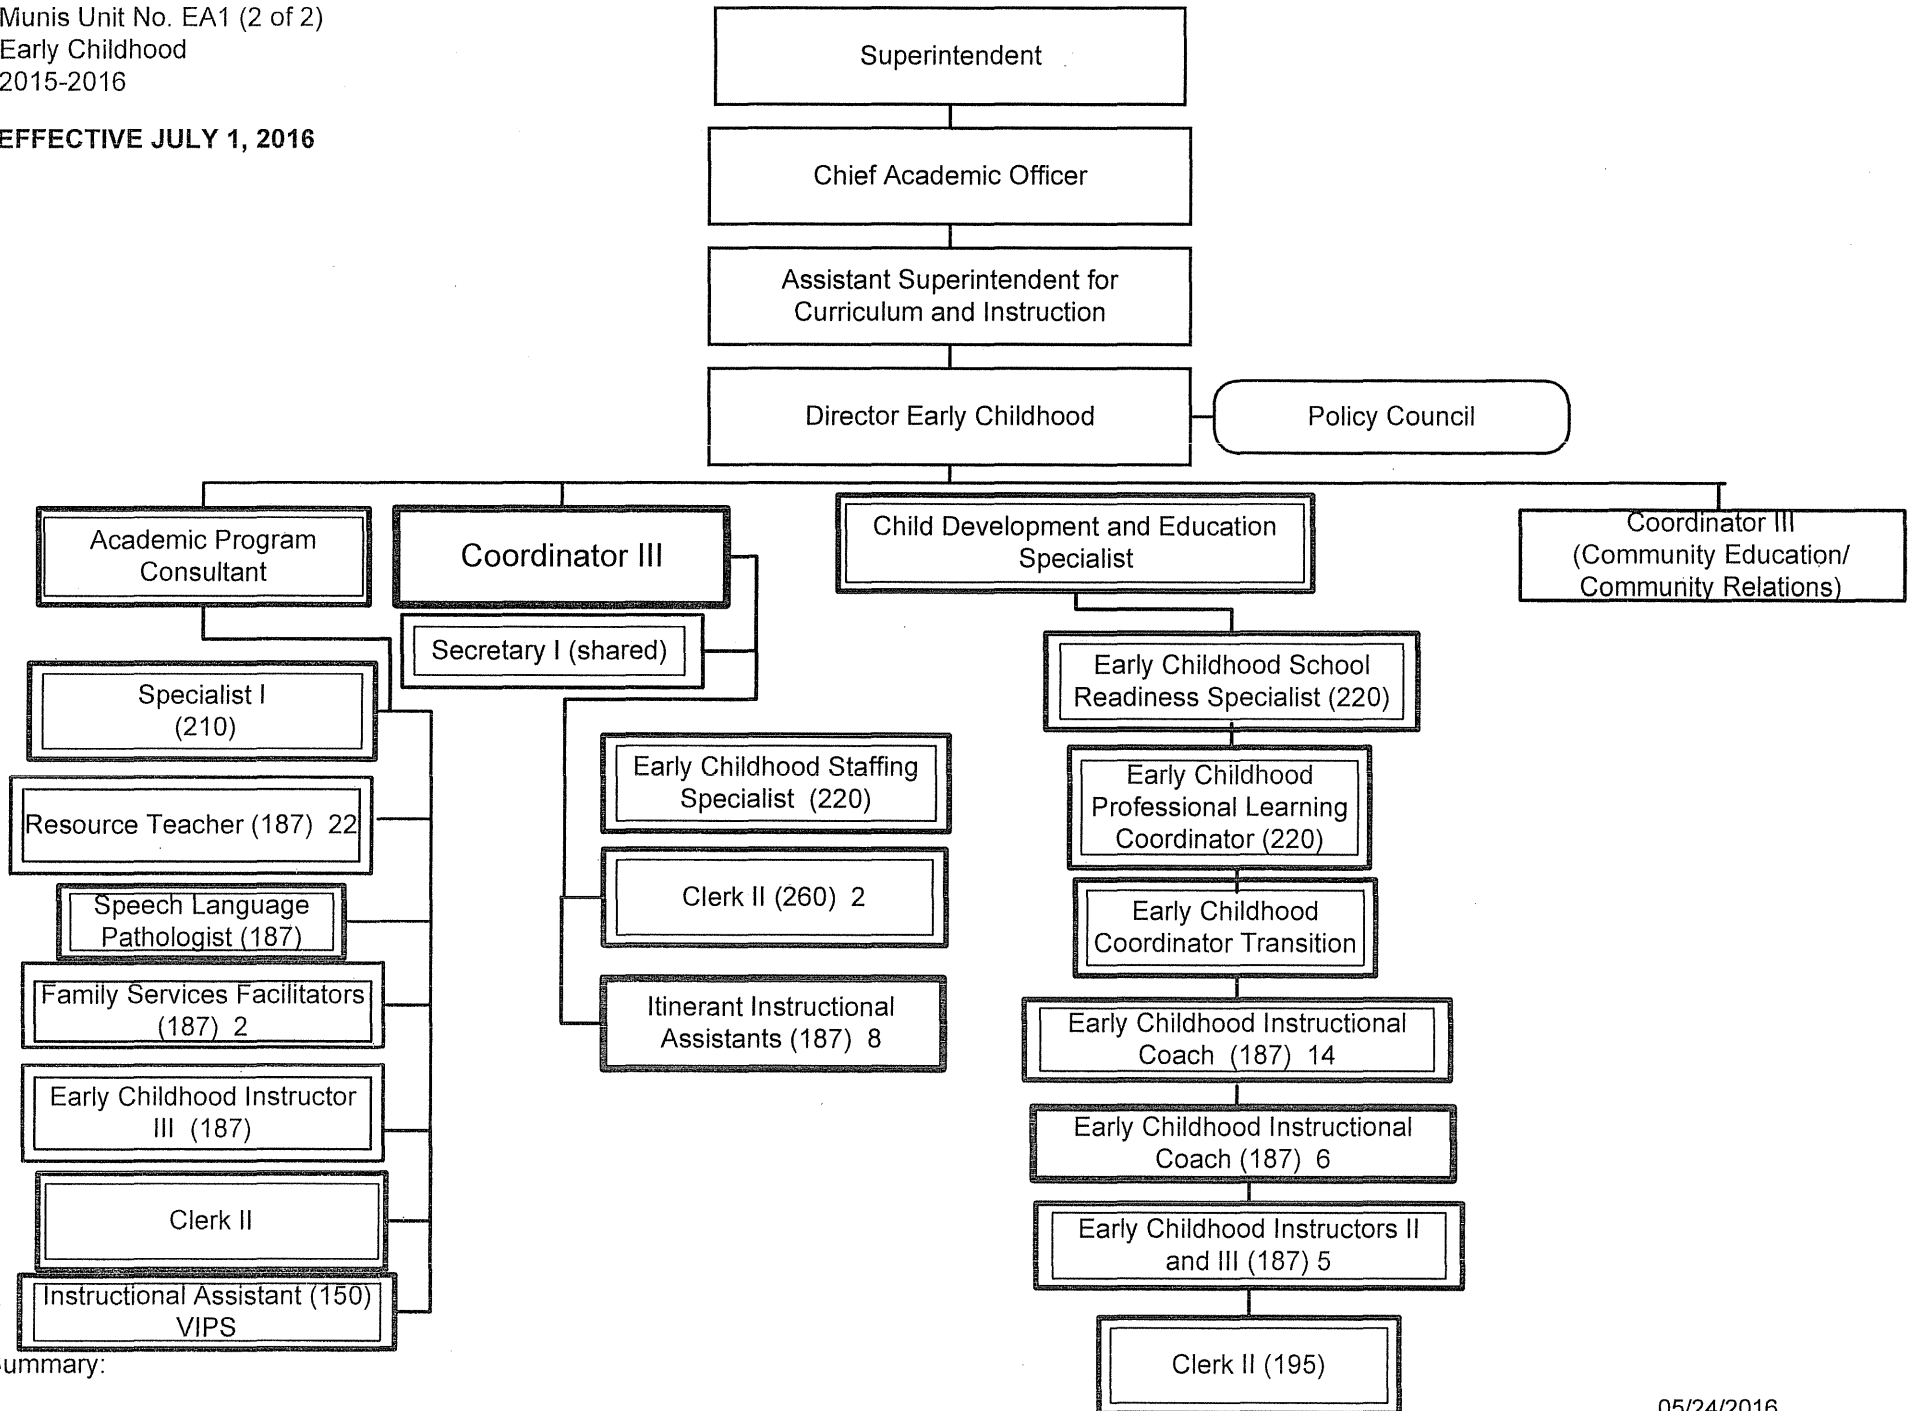 Munis Unit No. EA1 (2 of 2)
Early Childhood
2015-2016
EFFECTIVE JULY 1, 2016
Superintendent
Chief Academic Officer
Assistant Superintendent for
Curriculum and Instruction
Director Early Childhood
Policy Council
Academic Program
Consultant
Coordinator III
Child Development and Education
Specialist
Coordinator III
(Community Education/
Community Relations)
Secretary I (shared)
Specialist I
(210)
Resource Teacher (187) 22
Speech Language
Pathologist (187)
Family Services Facilitators
(187) 2
Early Childhood Instructor
III (187)
Clerk II
Instructional Assistant (150)
VIPS
Early Childhood Staffing
Specialist (220)
Clerk II (260) 2
Itinerant Instructional
Assistants (187) 8
Early Childhood School
Readiness Specialist (220)
Early Childhood
Professional Learning
Coordinator (220)
Early Childhood
Coordinator Transition
Early Childhood Instructional
Coach (187) 14
Early Childhood Instructional
Coach (187) 6
Early Childhood Instructors II
and III (187) 5
Clerk II (195)
ummary:
05/24/2016